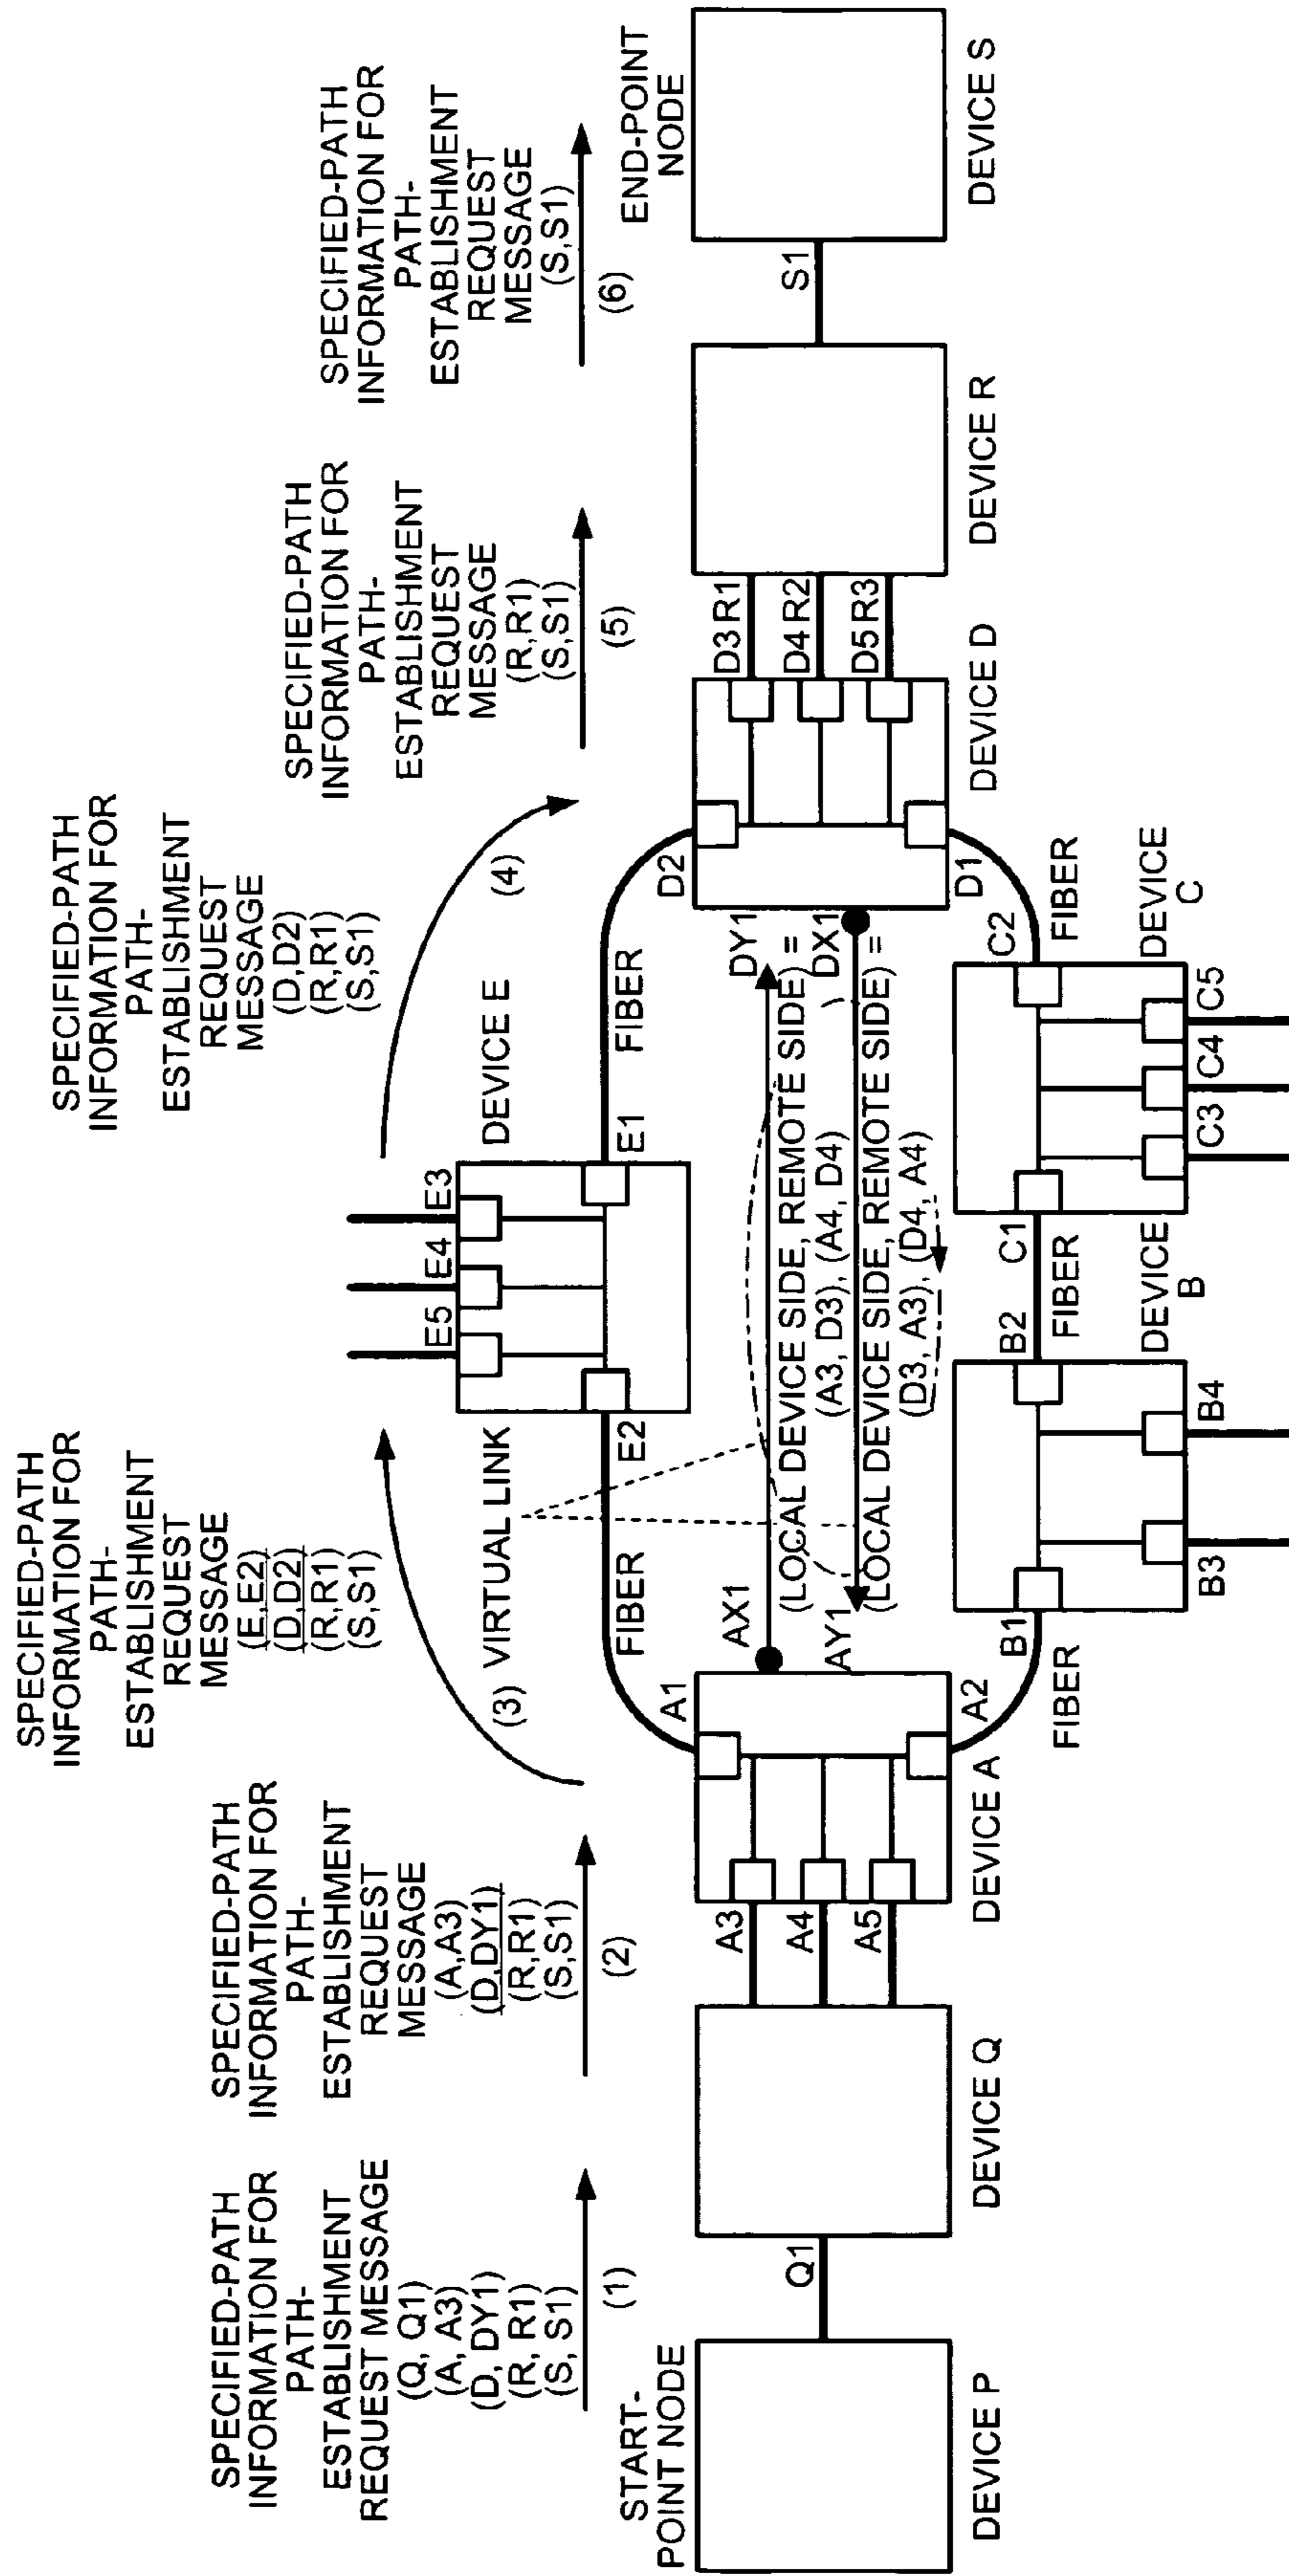 SPECIFIED-PATH
INFORMATION FOR
PATH-
ESTABLISHMENT
REQUEST MESSAGE
(Q, Q1)
(A, A3)
(D, DY1)
(R, R1)
(S, S1)
(1)
SPECIFIED-PATH
INFORMATION FOR
PATH-
ESTABLISHMENT
REQUEST
MESSAGE
(A,A3)
(D,DY1)
(R,R1)
(S,S1)
(2)
SPECIFIED-PATH
INFORMATION FOR
PATH-
ESTABLISHMENT
REQUEST
MESSAGE
(E,E2)
(D,D2)
(R,R1)
(S,S1)
(3)
SPECIFIED-PATH
INFORMATION FOR
PATH-
ESTABLISHMENT
REQUEST
MESSAGE
(D,D2)
(R,R1)
(S,S1)
(4)
SPECIFIED-PATH
INFORMATION FOR
PATH-
ESTABLISHMENT
REQUEST
MESSAGE
(R,R1)
(S,S1)
(5)
SPECIFIED-PATH
INFORMATION FOR
PATH-
ESTABLISHMENT
REQUEST
MESSAGE
(S,S1)
(6)
START-
POINT NODE
DEVICE P
Q1
DEVICE Q
A3
A4
A5
A1
A2
DEVICE A
VIRTUAL LINK
FIBER
E2
E5
E4
E3
E1
DEVICE E
FIBER
D2
AX1
DY1
(LOCAL DEVICE SIDE, REMOTE SIDE) =
(A3, D3), (A4, D4)
AY1
DX1
(LOCAL DEVICE SIDE, REMOTE SIDE) =
(D3, A3), (D4, A4)
FIBER
B1
B2
B3
B4
DEVICE
B
FIBER
C1
C2
C3
C4
C5
DEVICE
C
FIBER
D1
DEVICE D
D3 R1
D4 R2
D5 R3
DEVICE R
S1
END-POINT
NODE
DEVICE S